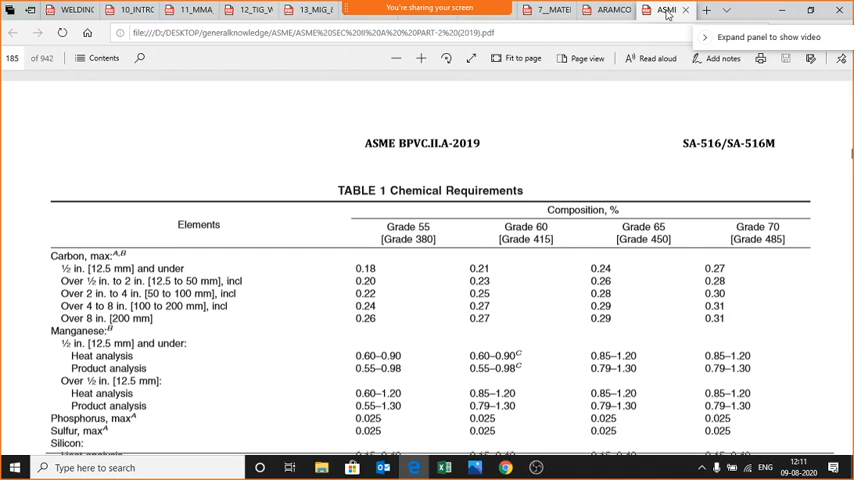 WELDING
10_INTRC
11_MMA
12_TIG_W
13_MIG_&
You're sharing your screen
7__MATEI
ARAMCO
ASMI
file:///D:/DESKTOP/generalknowledge/ASME/ASME%20SEC%20II%20A%20%20PART-2%20(2019).pdf
Expand panel to show video
185 of 942
Contents
Fit to page
Page view
Read aloud
Add notes
ASME BPVC.II.A-2019 SA-516/SA-516M
TABLE 1 Chemical Requirements
Composition, %
Elements
Grade 55 Grade 60 Grade 65 Grade 70
[Grade 380] [Grade 415] [Grade 450] [Grade 485]
Carbon, max:A,B
½ in. [12.5 mm] and under 0.18 0.21 0.24 0.27
Over ½ in. to 2 in. [12.5 to 50 mm], incl 0.20 0.23 0.26 0.28
Over 2 in. to 4 in. [50 to 100 mm], incl 0.22 0.25 0.28 0.30
Over 4 to 8 in. [100 to 200 mm], incl 0.24 0.27 0.29 0.31
Over 8 in. [200 mm] 0.26 0.27 0.29 0.31
Manganese:B
½ in. [12.5 mm] and under:
Heat analysis 0.60–0.90 0.60–0.90C 0.85–1.20 0.85–1.20
Product analysis 0.55–0.98 0.55–0.98C 0.79–1.30 0.79–1.30
Over ½ in. [12.5 mm]:
Heat analysis 0.60–1.20 0.85–1.20 0.85–1.20 0.85–1.20
Product analysis 0.55–1.30 0.79–1.30 0.79–1.30 0.79–1.30
Phosphorus, maxA 0.025 0.025 0.025 0.025
Sulfur, maxA 0.025 0.025 0.025 0.025
Silicon:
Type here to search
ENG
12:11
09-08-2020